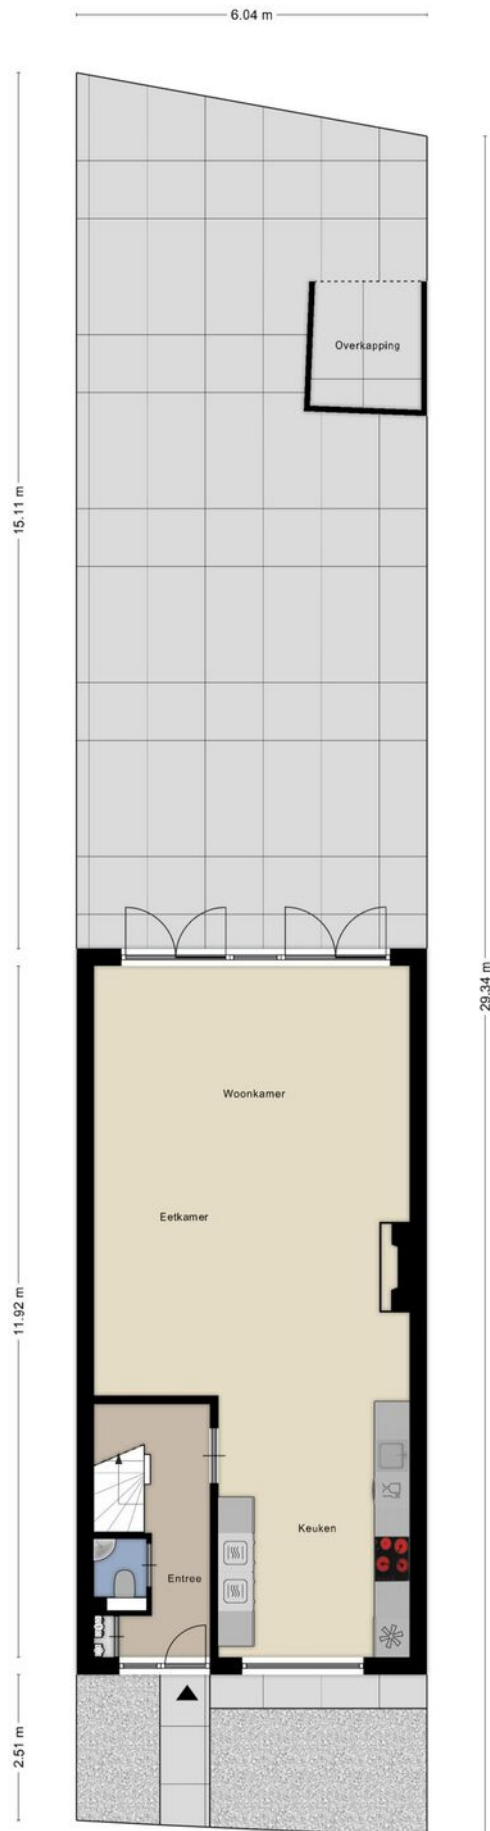 6.04 m
Overkapping
15.11 m
29.34 m
Woonkamer
Eetkamer
11.92 m
Keuken
Entree
2.51 m